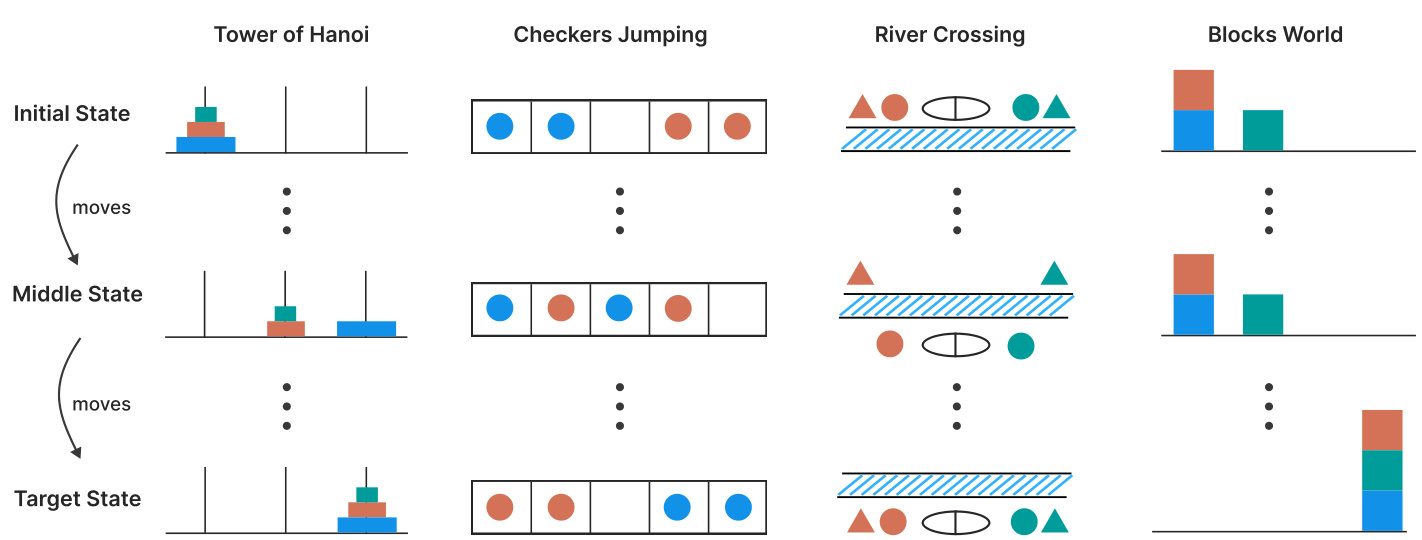 Tower of Hanoi
Checkers Jumping
River Crossing
Blocks World
Initial State
moves
Middle State
moves
Target State